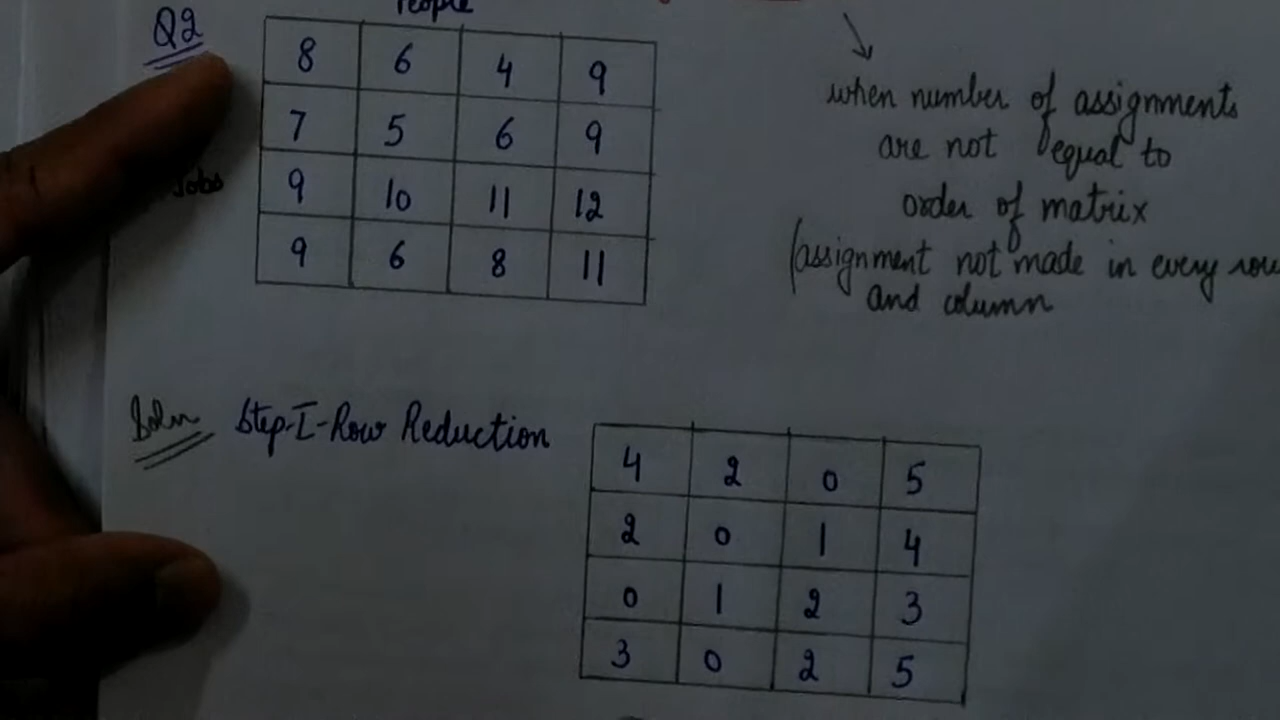 People
Q2
8 6 4 9
7 5 6 9
Jobs
9 10 11 12
9 6 8 11
when number of assignments
are not equal to
order of matrix
(assignment not made in every row
and column
Soln Step-I-Row Reduction
4 2 0 5
2 0 1 4
0 1 2 3
3 0 2 5